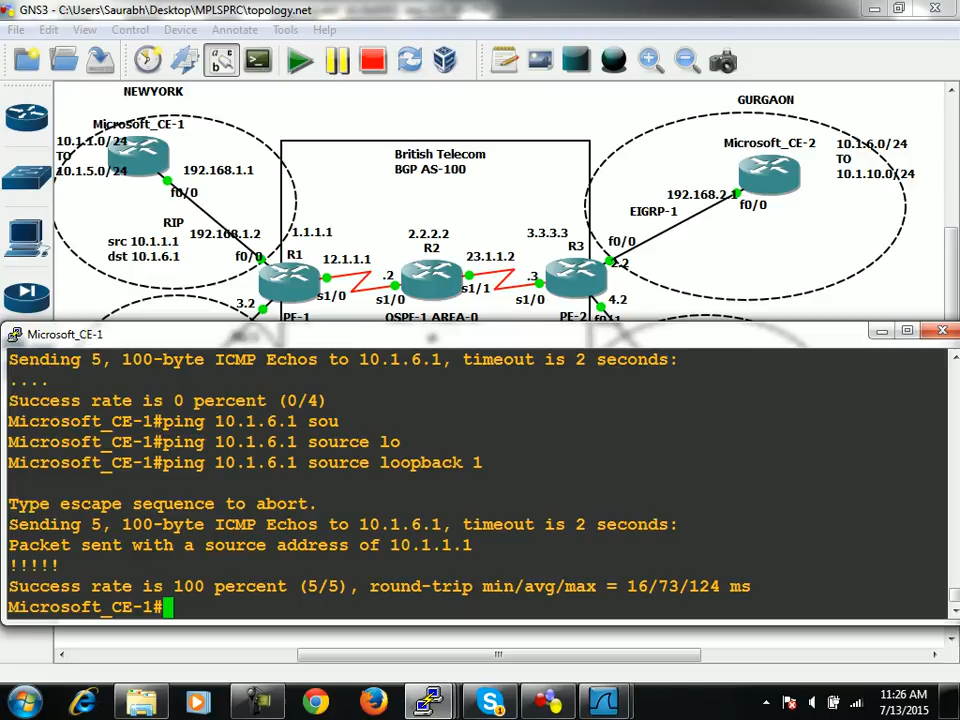 GNS3 - C:\Users\Saurabh\Desktop\MPLSPRC\topology.net
File Edit View Control Device Annotate Tools Help
NEWYORK
GURGAON
Microsoft_CE-1
10.1.1.0/24
TO
10.1.5.0/24
192.168.1.1
f0/0
RIP
src 10.1.1.1
dst 10.1.6.1
192.168.1.2
f0/0
British Telecom
BGP AS-100
Microsoft_CE-2
10.1.6.0/24
TO
10.1.10.0/24
f0/0
EIGRP-1
1.1.1.1
R1
12.1.1.1
s1/0
3.2
PE-1
2.2.2.2
R2
.2
s1/0
s1/1
OSPF-1 AREA-0
23.1.1.2
3.3.3.3
R3
.3
s1/0
PE-2
f0/0
2.2
4.2
Microsoft_CE-1
Sending 5, 100-byte ICMP Echos to 10.1.6.1, timeout is 2 seconds:
....
Success rate is 0 percent (0/4)
Microsoft_CE-1#ping 10.1.6.1 sou
Microsoft_CE-1#ping 10.1.6.1 source lo
Microsoft_CE-1#ping 10.1.6.1 source loopback 1
Type escape sequence to abort.
Sending 5, 100-byte ICMP Echos to 10.1.6.1, timeout is 2 seconds:
Packet sent with a source address of 10.1.1.1
!!!!!
Success rate is 100 percent (5/5), round-trip min/avg/max = 16/73/124 ms
Microsoft_CE-1#
11:26 AM
7/13/2015